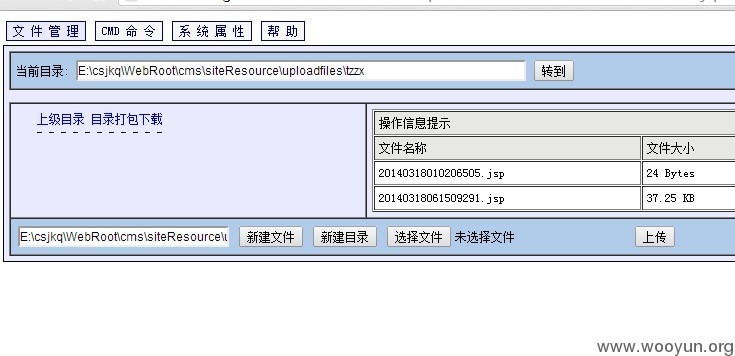 文件管理 CMD 命令 系统属性 帮助
当前目录: E:\csjkq\WebRoot\cms\siteResource\uploadfiles\tzzx 转到
上级目录 目录打包下载
操作信息提示
文件名称 文件大小
20140318010206505.jsp 24 Bytes
20140318061509291.jsp 37.25 KB
E:\csjkq\WebRoot\cms\siteResource\u 新建文件 新建目录 选择文件 未选择文件 上传
www.wooyun.org